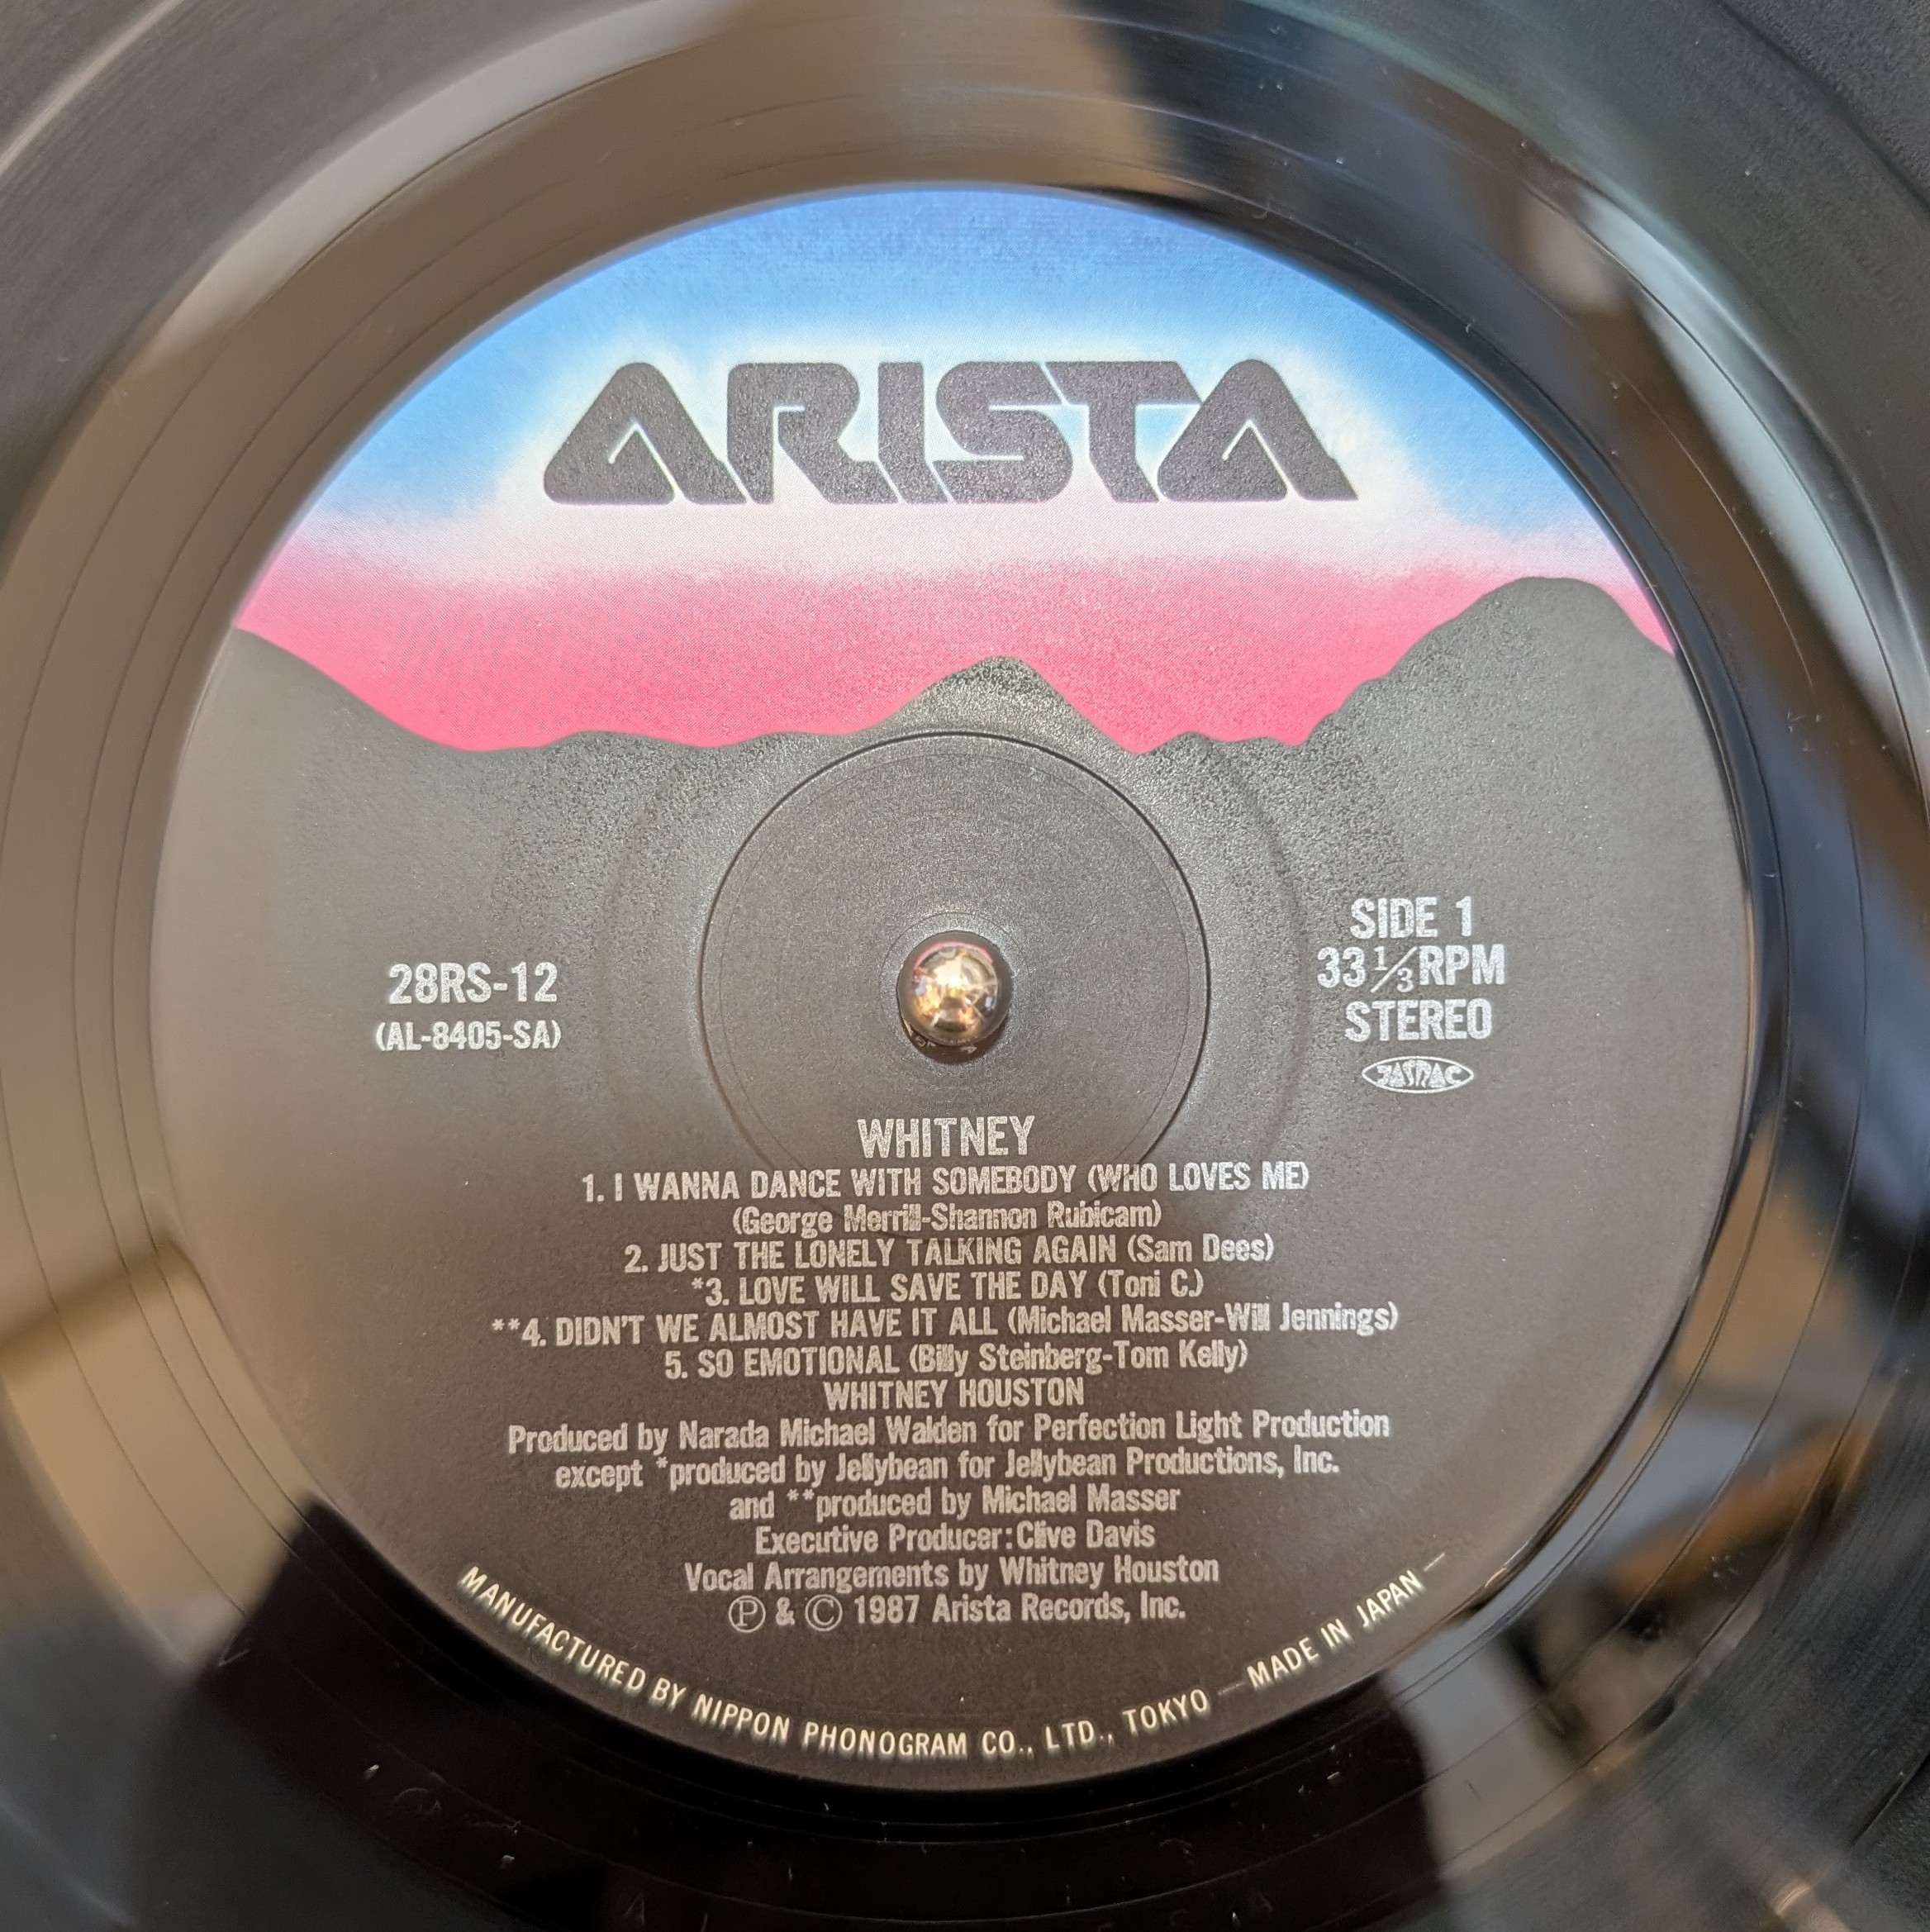 ARISTA
28RS-12
(AL-8405-SA)
SIDE 1
33 1/3 RPM
STEREO
JASRAC
WHITNEY
1. I WANNA DANCE WITH SOMEBODY (WHO LOVES ME)
(George Merrill-Shannon Rubicam)
2. JUST THE LONELY TALKING AGAIN (Sam Dees)
*3. LOVE WILL SAVE THE DAY (Toni C.)
**4. DIDN'T WE ALMOST HAVE IT ALL (Michael Masser-Will Jennings)
5. SO EMOTIONAL (Billy Steinberg-Tom Kelly)
WHITNEY HOUSTON
Produced by Narada Michael Walden for Perfection Light Production
except *produced by Jellybean for Jellybean Productions, Inc.
and **produced by Michael Masser
Executive Producer: Clive Davis
Vocal Arrangements by Whitney Houston
Ⓟ & © 1987 Arista Records, Inc.
MANUFACTURED BY NIPPON PHONOGRAM CO., LTD., TOKYO — MADE IN JAPAN —